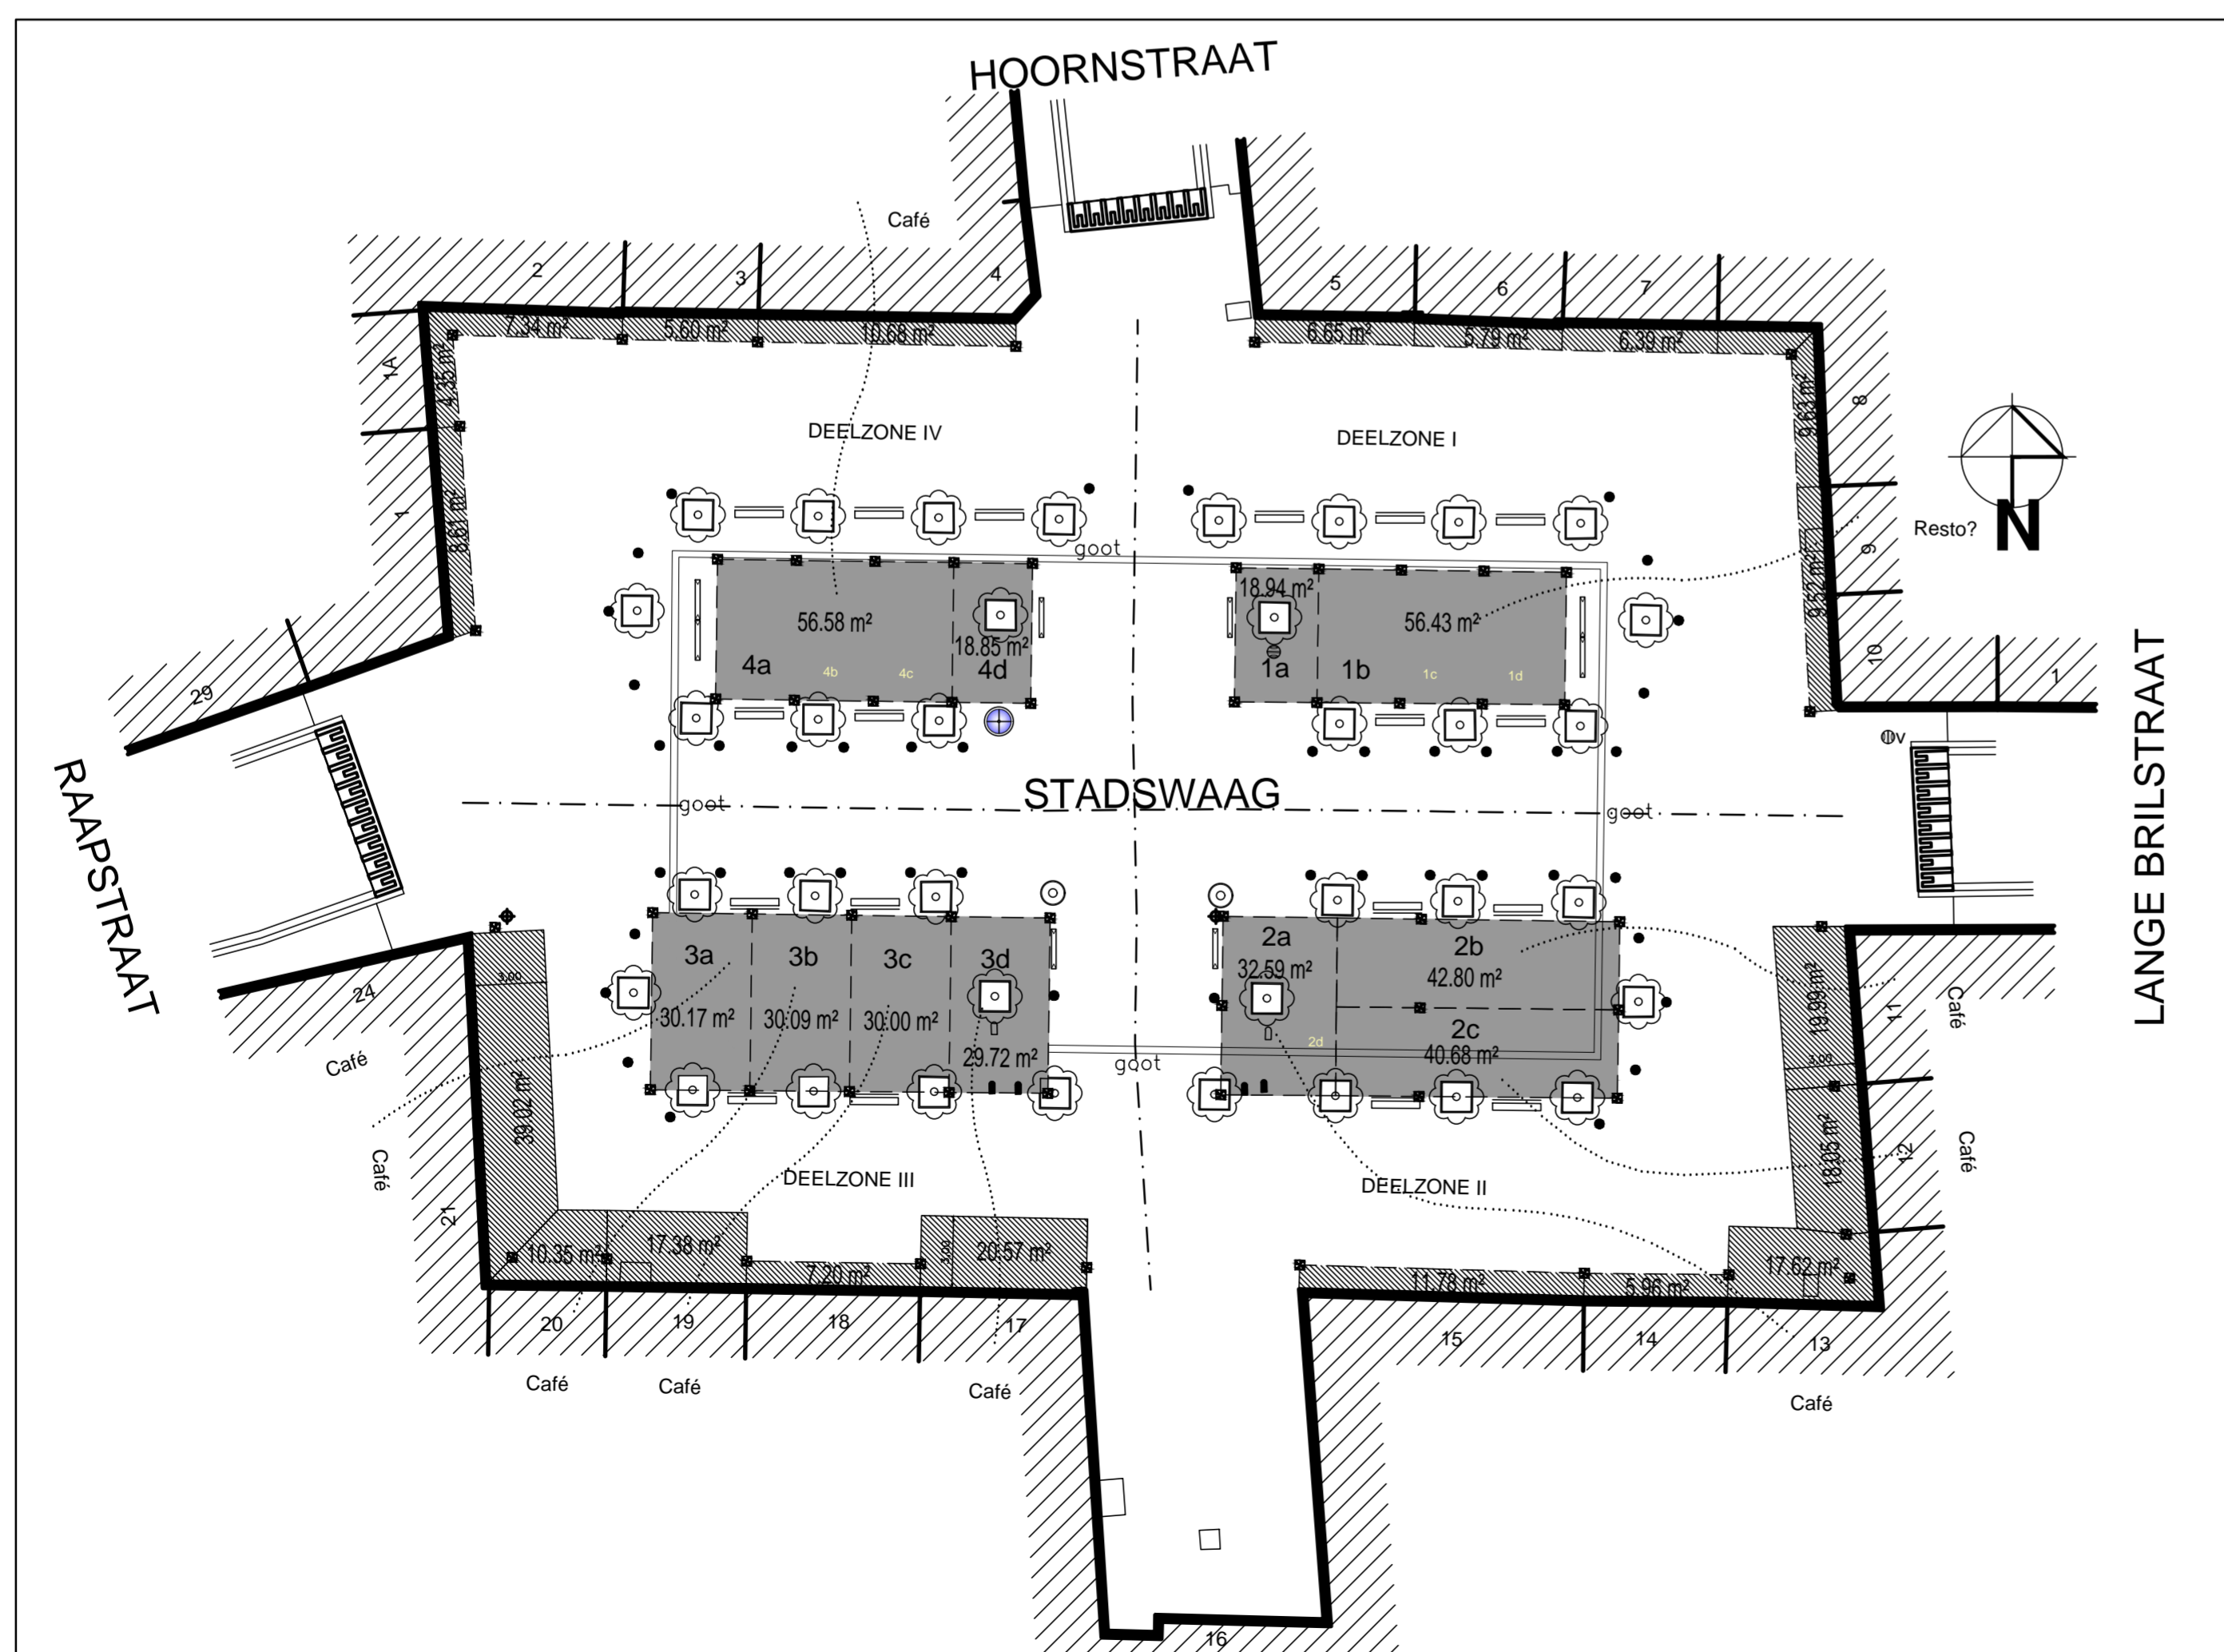 HOORNSTRAAT
Café
2
3
4
5
6
7
7.34 m²
5.60 m²
10.68 m²
6.65 m²
5.79 m²
6.39 m²
1A
4.35 m²
9.63 m²
8
DEELZONE IV
DEELZONE I
1
8.61 m²
9.52 m²
9
Resto?
N
goot
56.58 m²
18.85 m²
4a
4b
4c
4d
18.94 m²
56.43 m²
1a
1b
1c
1d
10
1
29
v
RAAPSTRAAT
STADSWAAG
LANGE BRILSTRAAT
goot
goot
24
Café
3,00
3a
3b
3c
3d
30.17 m²
30.09 m²
30.00 m²
29.72 m²
2a
2b
32.59 m²
42.80 m²
2c
2d
40.68 m²
goot
19.99 m²
11
Café
3,00
39.02 m²
Café
21
18.05 m²
12
Café
DEELZONE III
DEELZONE II
10.35 m²
17.38 m²
7.20 m²
3,00
20.57 m²
11.78 m²
5.96 m²
17.62 m²
20
19
18
17
15
14
13
Café
Café
Café
Café
16